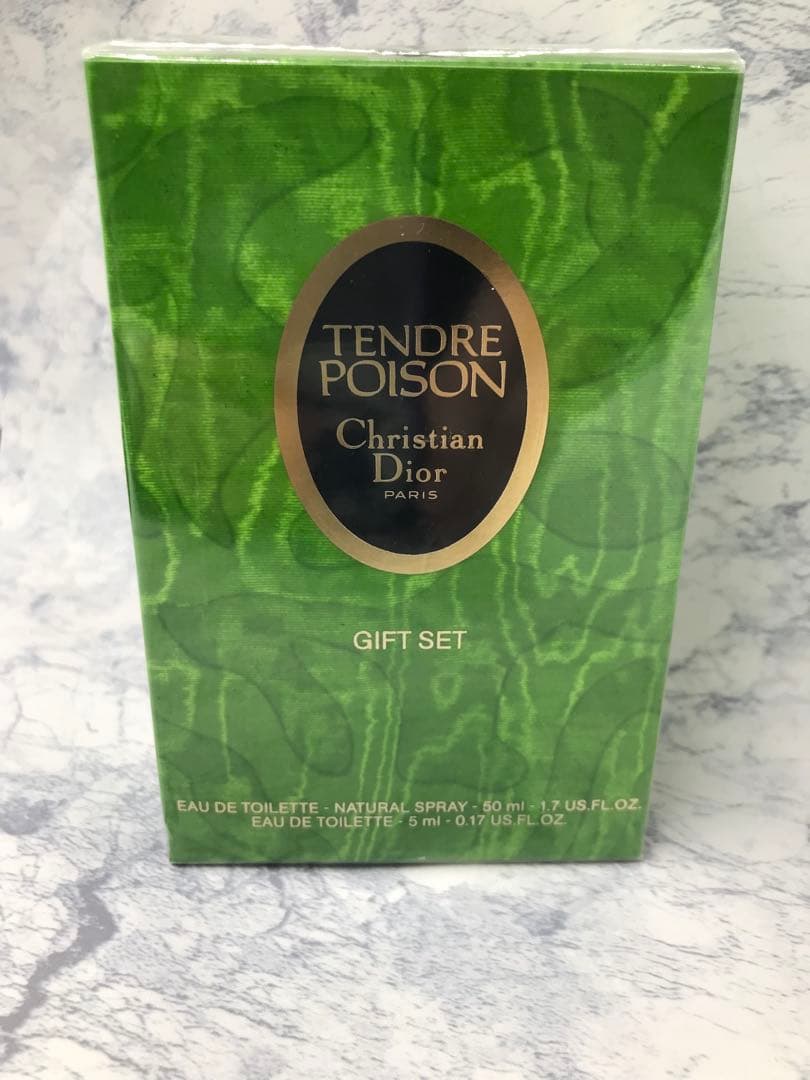 TENDRE
POISON
Christian
Dior
PARIS
GIFT SET
EAU DE TOILETTE - NATURAL SPRAY - 50 ml - 1.7 US.FL.OZ.
EAU DE TOILETTE - 5 ml - 0.17 US.FL.OZ.